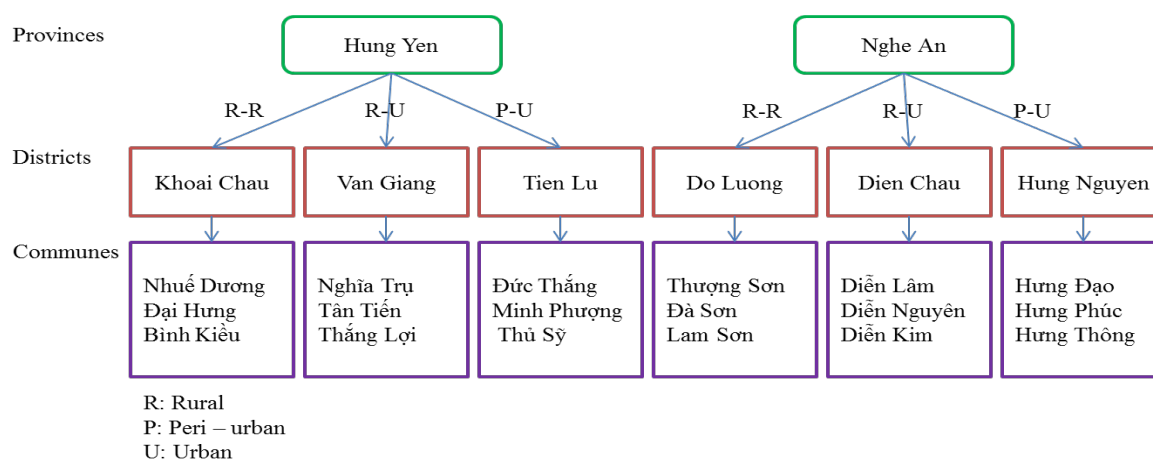 Provinces
Hung Yen
Nghe An
R-R
R-U
P-U
R-R
R-U
P-U
Districts
Khoai Chau
Van Giang
Tien Lu
Do Luong
Dien Chau
Hung Nguyen
Communes
Nhuế Dương
Đại Hưng
Bình Kiều
Nghĩa Trụ
Tân Tiến
Thắng Lợi
Đức Thắng
Minh Phượng
Thủ Sỹ
Thượng Sơn
Đà Sơn
Lam Sơn
Diễn Lâm
Diễn Nguyên
Diễn Kim
Hưng Đạo
Hưng Phúc
Hưng Thông
R: Rural
P: Peri – urban
U: Urban